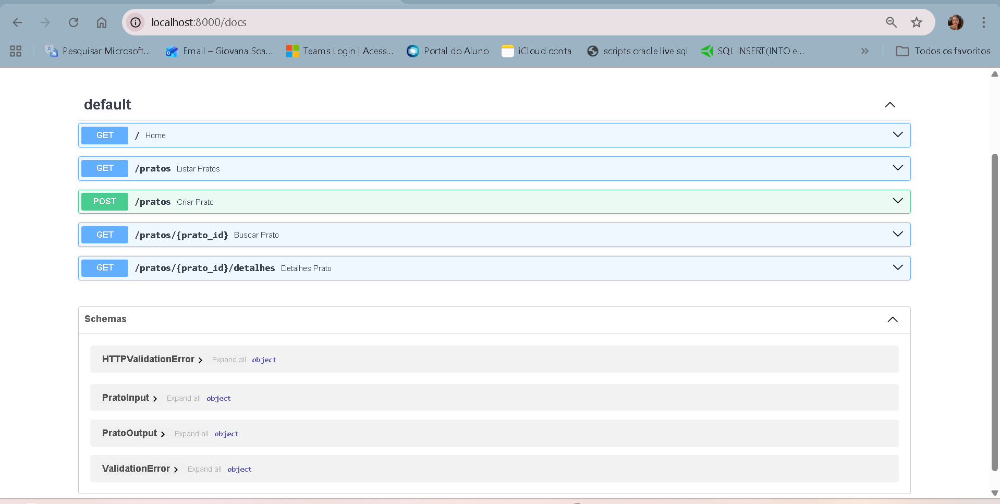 localhost:8000/docs
Pesquisar Microsoft... Email – Giovana Soa... Teams Login | Acess... Portal do Aluno iCloud conta scripts oracle live sql SQL INSERT(INTO e... Todos os favoritos
default
GET / Home
GET /pratos Listar Pratos
POST /pratos Criar Prato
GET /pratos/{prato_id} Buscar Prato
GET /pratos/{prato_id}/detalhes Detalhes Prato
Schemas
HTTPValidationError Expand all object
PratoInput Expand all object
PratoOutput Expand all object
ValidationError Expand all object